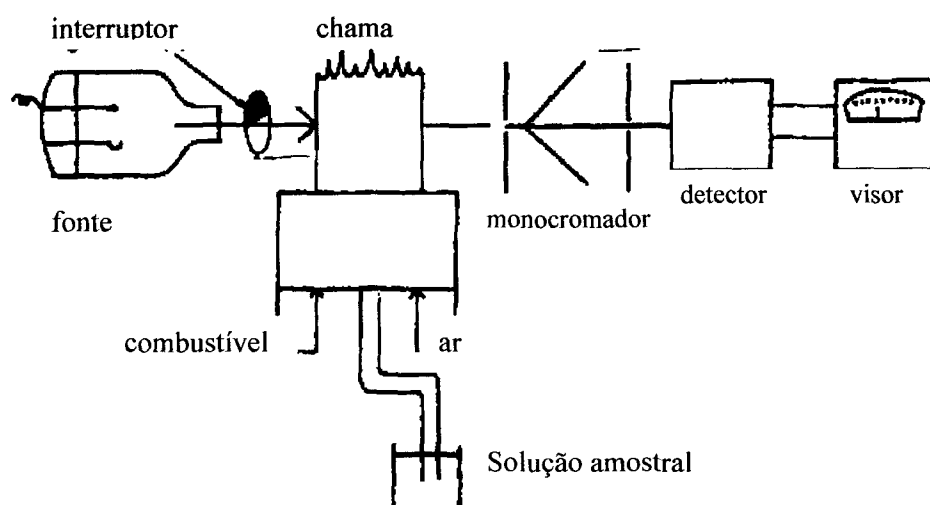 interruptor
chama
fonte
monocromador
detector
visor
combustível
ar
Solução amostral